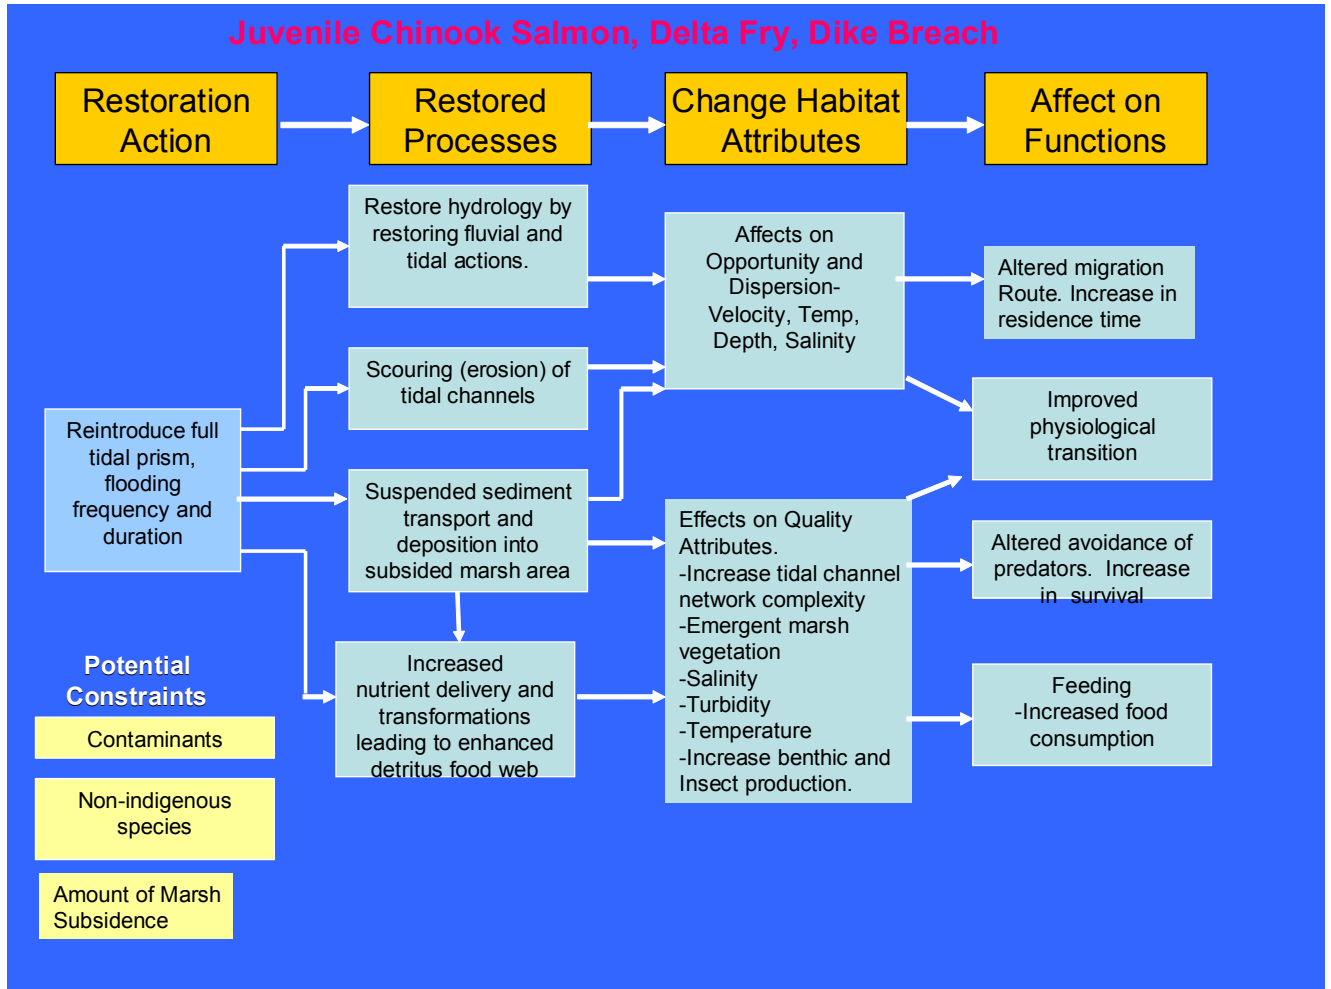 Juvenile Chinook Salmon, Delta Fry, Dike Breach
Restoration
Action
Restored
Processes
Change Habitat
Attributes
Affect on
Functions
Reintroduce full
tidal prism,
flooding
frequency and
duration
Restore hydrology by
restoring fluvial and
tidal actions.
Scouring (erosion) of
tidal channels
Suspended sediment
transport and
deposition into
subsided marsh area
Increased
nutrient delivery and
transformations
leading to enhanced
detritus food web
Affects on
Opportunity and
Dispersion-
Velocity, Temp,
Depth, Salinity
Effects on Quality
Attributes.
-Increase tidal channel
network complexity
-Emergent marsh
vegetation
-Salinity
-Turbidity
-Temperature
-Increase benthic and
Insect production.
Altered migration
Route. Increase in
residence time
Improved
physiological
transition
Altered avoidance of
predators. Increase
in survival
Feeding
-Increased food
consumption
Potential
Constraints
Contaminants
Non-indigenous
species
Amount of Marsh
Subsidence